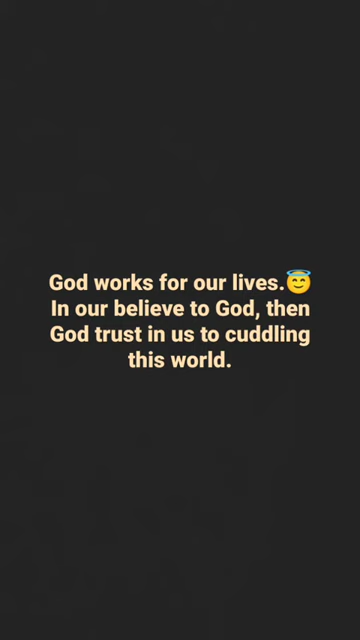 God works for our lives.😇
In our believe to God, then
God trust in us to cuddling
this world.